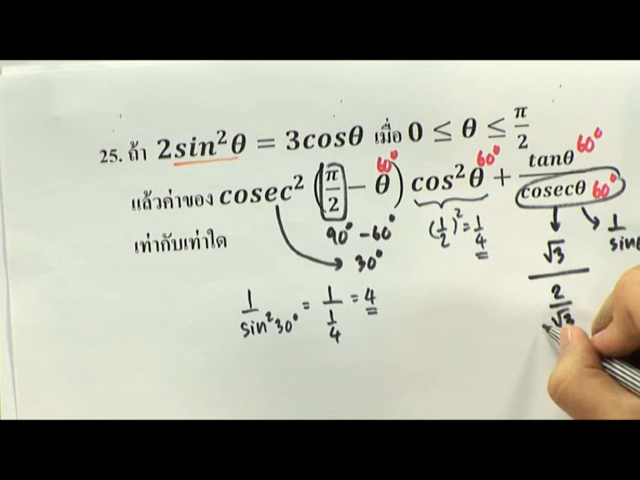 25. ถ้า 2sin²θ = 3cosθ เมื่อ 0 ≤ θ ≤ π/2
แล้วค่าของ cosec² (π/2 − θ) cos²θ + tanθ/cosecθ
60° 60° 60° 60°
เท่ากับเท่าใด
90° − 60°
30°
(1/2)² = 1/4
√3
2/√3
1/sin
1/sin²30° = 1/(1/4) = 4